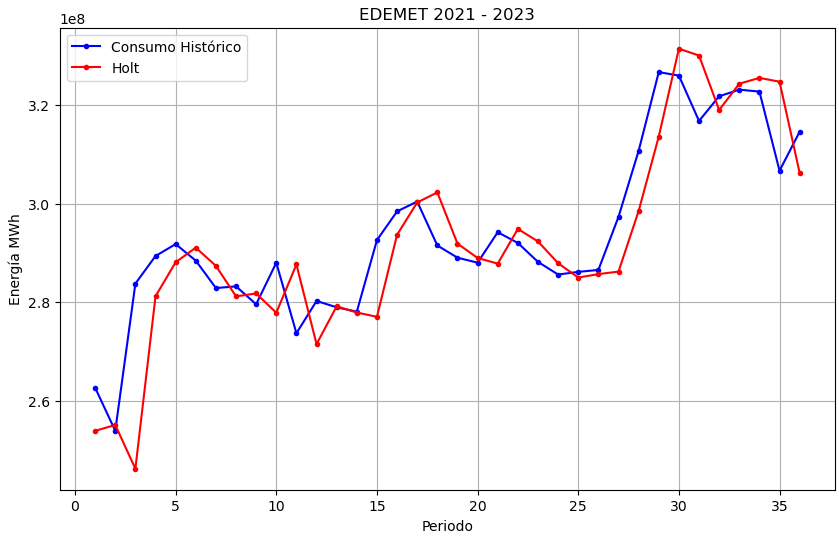 EDEMET 2021 - 2023
1e8
Consumo Histórico
Holt
Energía MWh
3.2
3.0
2.8
2.6
0 5 10 15 20 25 30 35
Periodo